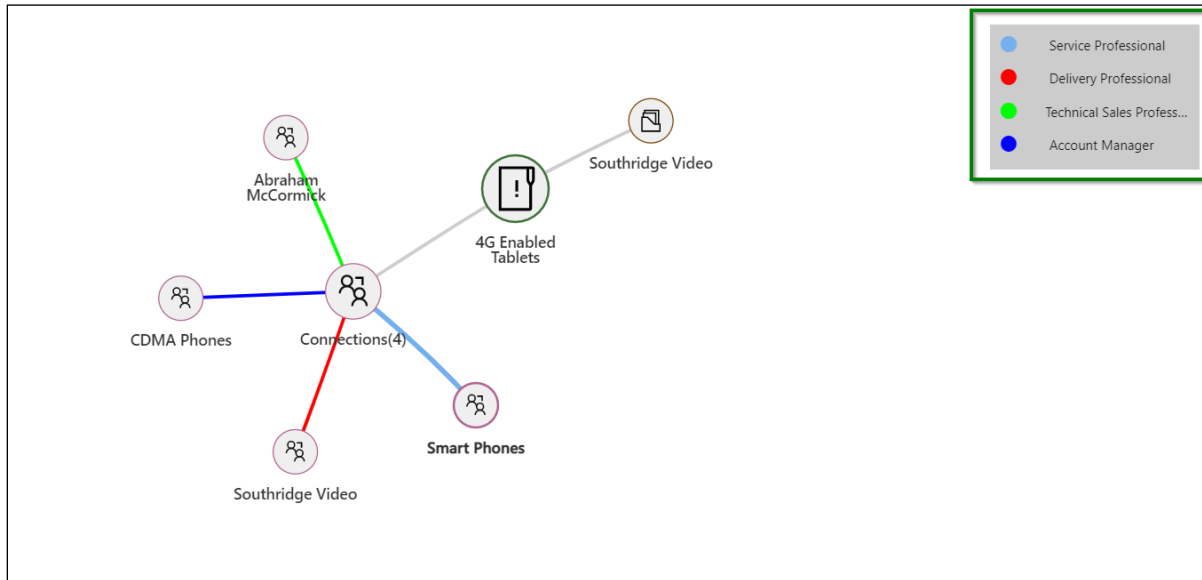 Service Professional
Delivery Professional
Technical Sales Profess...
Account Manager
Southridge Video
Abraham
McCormick
4G Enabled
Tablets
CDMA Phones
Connections(4)
Smart Phones
Southridge Video